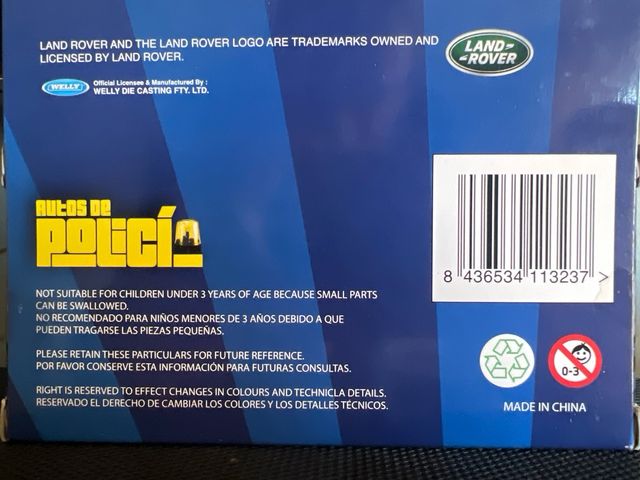 LAND ROVER AND THE LAND ROVER LOGO ARE TRADEMARKS OWNED AND
LICENSED BY LAND ROVER.
LAND-
-ROVER
WELLY
Official Licensee & Manufactured By :
WELLY DIE CASTING FTY. LTD.
AUTOS DE
POLICÍ
8 436534 113237 >
NOT SUITABLE FOR CHILDREN UNDER 3 YEARS OF AGE BECAUSE SMALL PARTS
CAN BE SWALLOWED.
NO RECOMENDADO PARA NIÑOS MENORES DE 3 AÑOS DEBIDO A QUE
PUEDEN TRAGARSE LAS PIEZAS PEQUEÑAS.
PLEASE RETAIN THESE PARTICULARS FOR FUTURE REFERENCE.
POR FAVOR CONSERVE ESTA INFORMACIÓN PARA FUTURAS CONSULTAS.
0-3
RIGHT IS RESERVED TO EFFECT CHANGES IN COLOURS AND TECHNICLA DETAILS.
RESERVADO EL DERECHO DE CAMBIAR LOS COLORES Y LOS DETALLES TÉCNICOS.
MADE IN CHINA